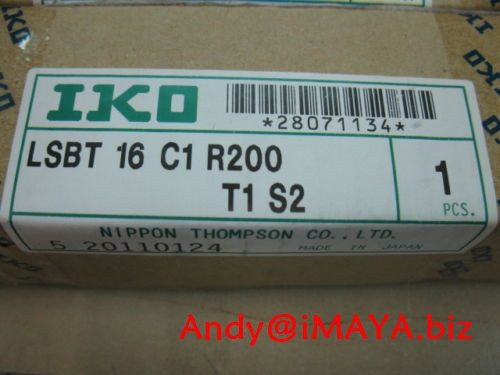 IKO
*28071134*
LSBT 16 C1 R200
T1 S2
1
PCS.
NIPPON THOMPSON CO., LTD.
5 20110124 MADE IN JAPAN
Andy@iMAYA.biz